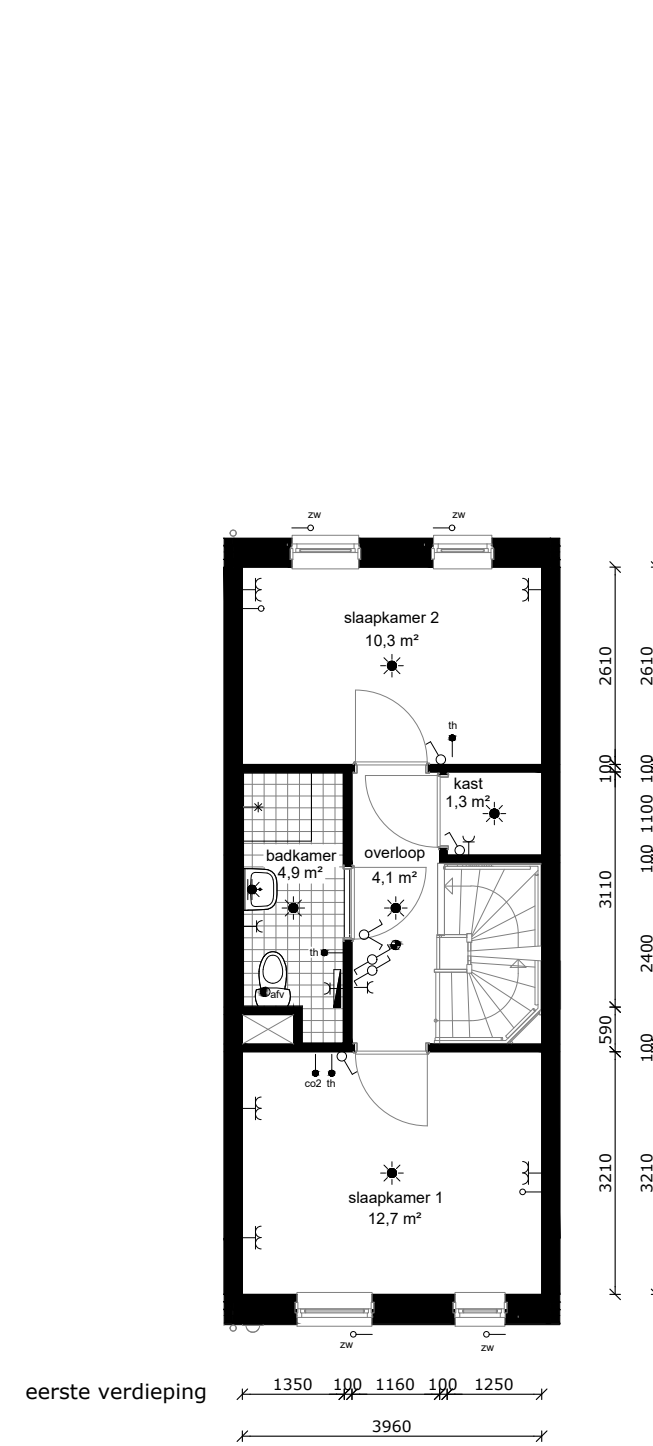 zw
zw
slaapkamer 2
10,3 m²
th
2610
2610
100
100
kast
1,3 m²
1100
badkamer
4,9 m²
overloop
4,1 m²
100
3110
2400
th
afv
590
100
co2
th
slaapkamer 1
12,7 m²
3210
3210
zw
zw
eerste verdieping
1350
100
1160
100
1250
3960